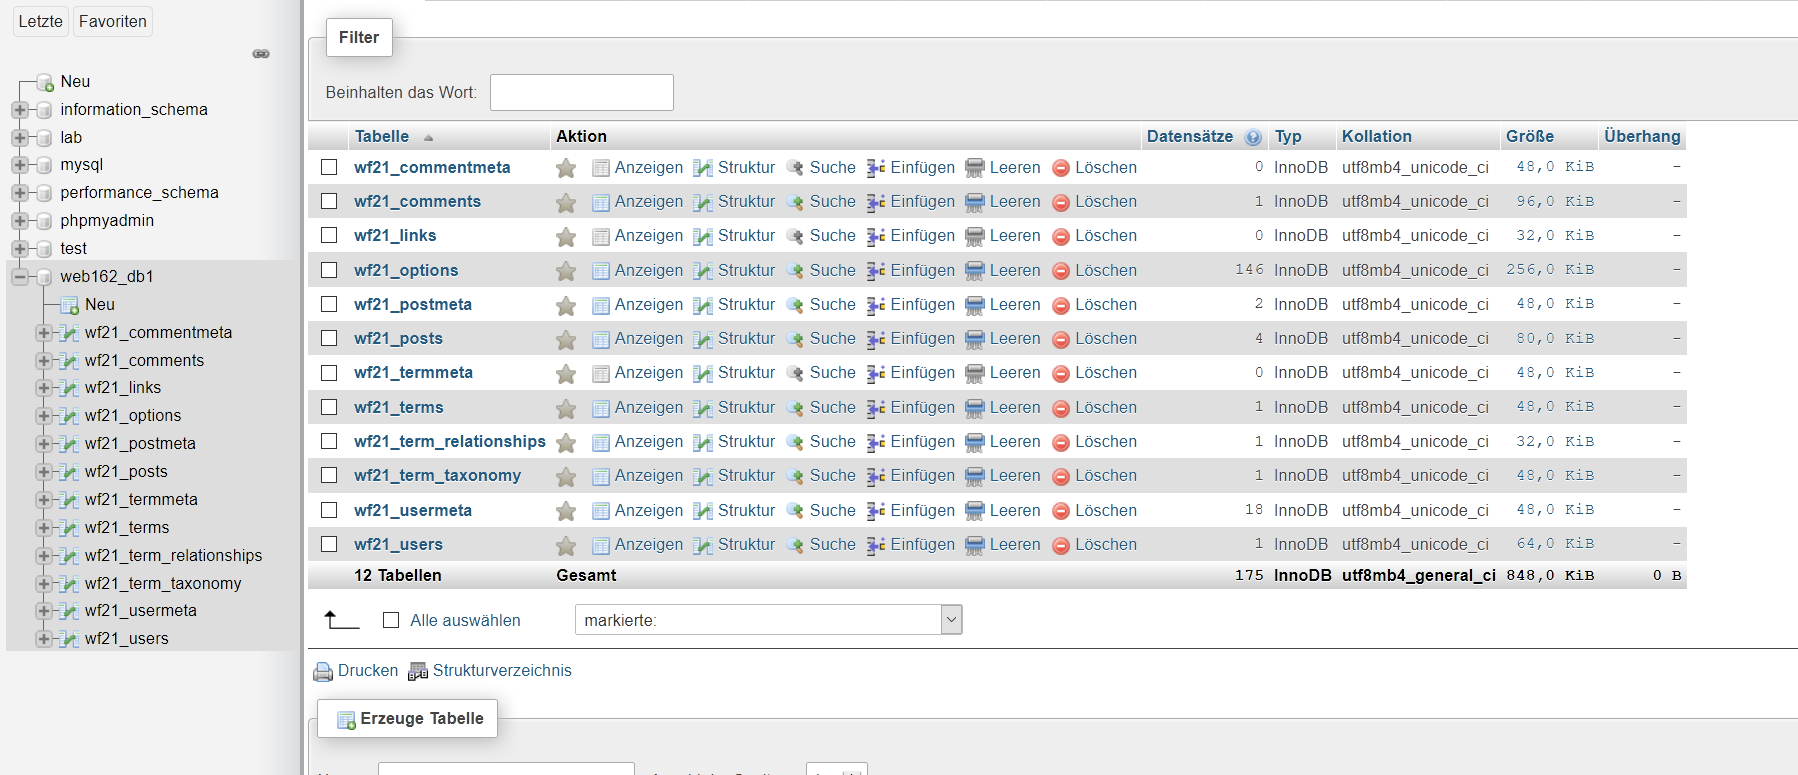 Letzte Favoriten
Neu
information_schema
lab
mysql
performance_schema
phpmyadmin
test
web162_db1
Neu
wf21_commentmeta
wf21_comments
wf21_links
wf21_options
wf21_postmeta
wf21_posts
wf21_termmeta
wf21_terms
wf21_term_relationships
wf21_term_taxonomy
wf21_usermeta
wf21_users
Filter
Beinhalten das Wort:
Tabelle Aktion Datensätze Typ Kollation Größe Überhang
wf21_commentmeta Anzeigen Struktur Suche Einfügen Leeren Löschen 0 InnoDB utf8mb4_unicode_ci 48,0 KiB -
wf21_comments Anzeigen Struktur Suche Einfügen Leeren Löschen 1 InnoDB utf8mb4_unicode_ci 96,0 KiB -
wf21_links Anzeigen Struktur Suche Einfügen Leeren Löschen 0 InnoDB utf8mb4_unicode_ci 32,0 KiB -
wf21_options Anzeigen Struktur Suche Einfügen Leeren Löschen 146 InnoDB utf8mb4_unicode_ci 256,0 KiB -
wf21_postmeta Anzeigen Struktur Suche Einfügen Leeren Löschen 2 InnoDB utf8mb4_unicode_ci 48,0 KiB -
wf21_posts Anzeigen Struktur Suche Einfügen Leeren Löschen 4 InnoDB utf8mb4_unicode_ci 80,0 KiB -
wf21_termmeta Anzeigen Struktur Suche Einfügen Leeren Löschen 0 InnoDB utf8mb4_unicode_ci 48,0 KiB -
wf21_terms Anzeigen Struktur Suche Einfügen Leeren Löschen 1 InnoDB utf8mb4_unicode_ci 48,0 KiB -
wf21_term_relationships Anzeigen Struktur Suche Einfügen Leeren Löschen 1 InnoDB utf8mb4_unicode_ci 32,0 KiB -
wf21_term_taxonomy Anzeigen Struktur Suche Einfügen Leeren Löschen 1 InnoDB utf8mb4_unicode_ci 48,0 KiB -
wf21_usermeta Anzeigen Struktur Suche Einfügen Leeren Löschen 18 InnoDB utf8mb4_unicode_ci 48,0 KiB -
wf21_users Anzeigen Struktur Suche Einfügen Leeren Löschen 1 InnoDB utf8mb4_unicode_ci 64,0 KiB -
12 Tabellen Gesamt 175 InnoDB utf8mb4_general_ci 848,0 KiB 0 B
Alle auswählen markierte:
Drucken Strukturverzeichnis
Erzeuge Tabelle